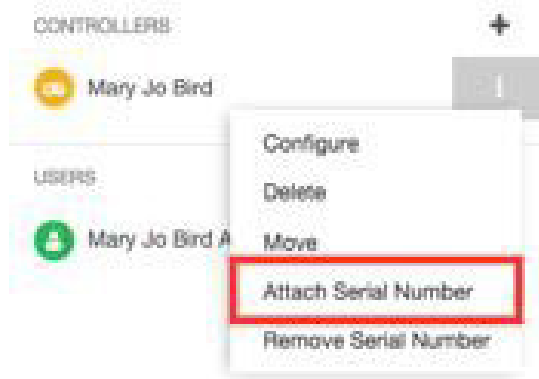 CONTROLLERS +
Mary Jo Bird
Configure
USERS
Delete
Mary Jo Bird A
Move
Attach Serial Number
Remove Serial Number